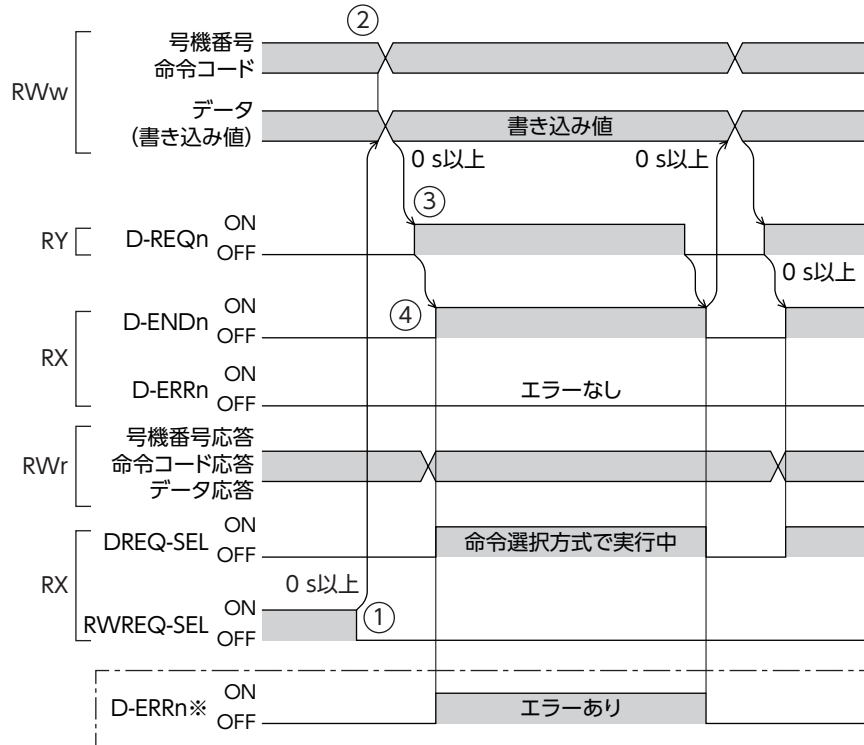 ②
号機番号
命令コード
RWw
データ
(書き込み値)
書き込み値
0 s以上
0 s以上
③
RY
D-REQn
ON
OFF
0 s以上
④
RX
D-ENDn
ON
OFF
D-ERRn
ON
OFF
エラーなし
RWr
号機番号応答
命令コード応答
データ応答
RX
DREQ-SEL
ON
OFF
命令選択方式で実行中
0 s以上
RWREQ-SEL
ON
OFF
①
D-ERRn※
ON
OFF
エラーあり